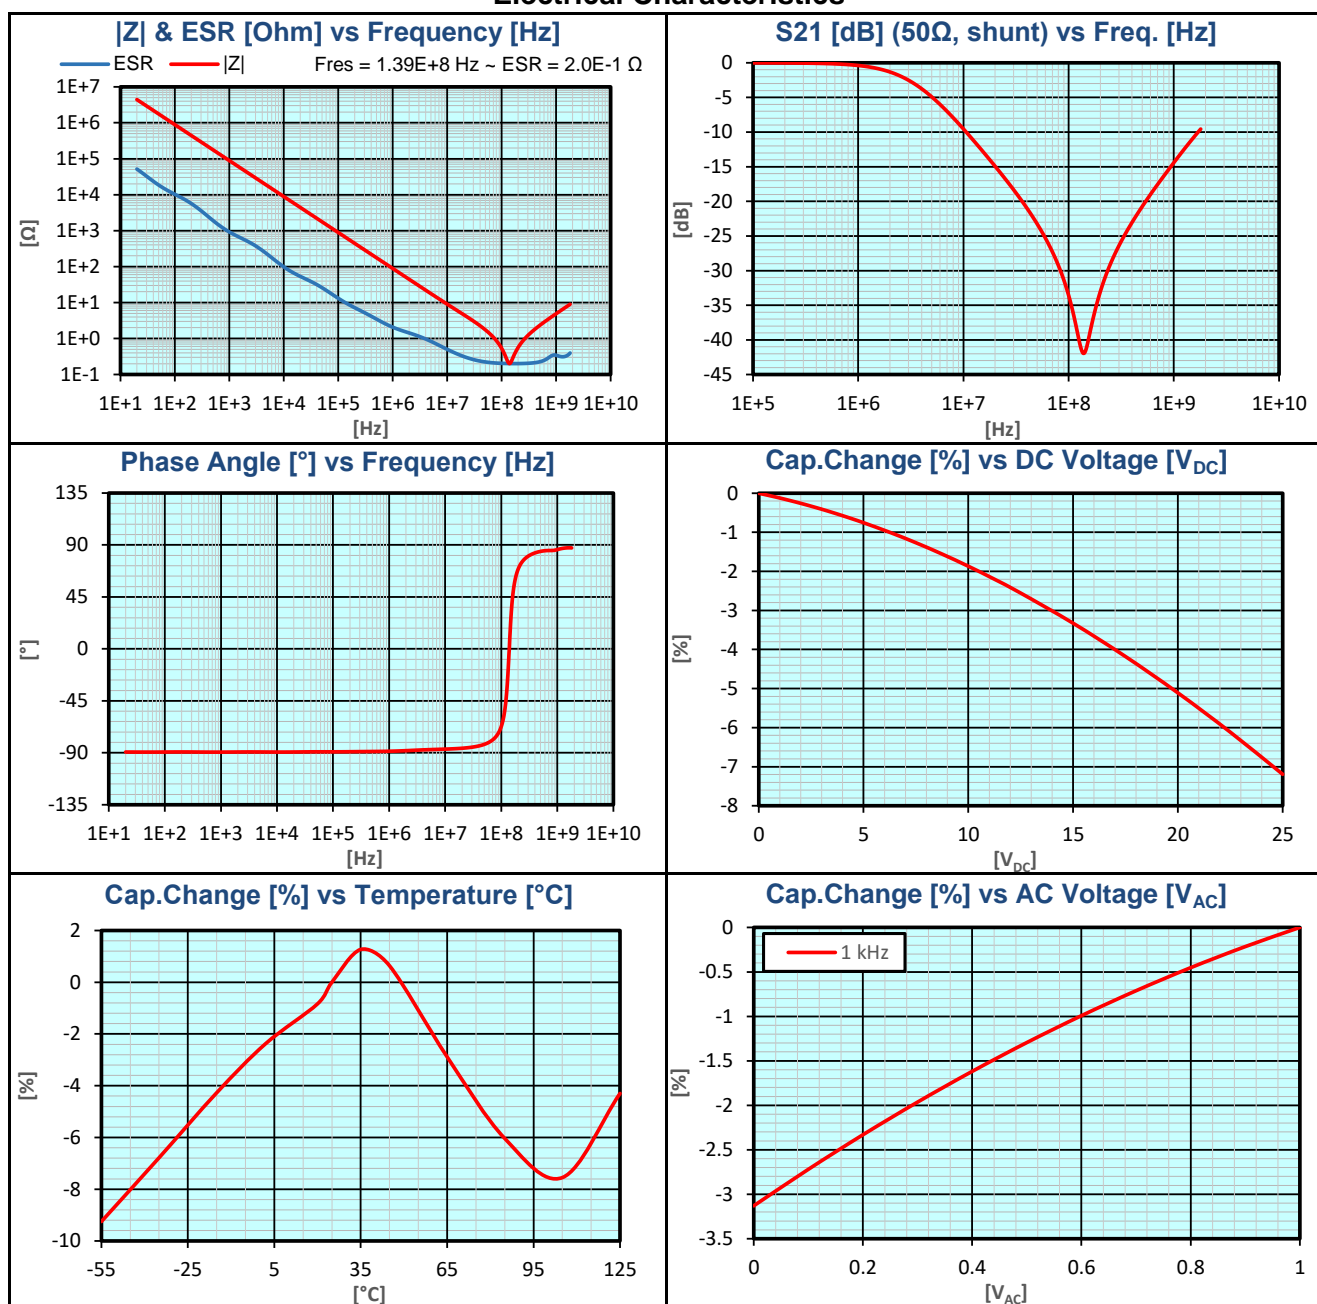 |Z| & ESR [Ohm] vs Frequency [Hz]
ESR |Z| Fres = 1.39E+8 Hz ~ ESR = 2.0E-1 Ω
1E+7
1E+6
1E+5
1E+4
1E+3
1E+2
1E+1
1E+0
1E-1
[Ω]
1E+1 1E+2 1E+3 1E+4 1E+5 1E+6 1E+7 1E+8 1E+9 1E+10
[Hz]
S21 [dB] (50Ω, shunt) vs Freq. [Hz]
0
-5
-10
-15
-20
-25
-30
-35
-40
-45
[dB]
1E+5 1E+6 1E+7 1E+8 1E+9 1E+10
[Hz]
Phase Angle [°] vs Frequency [Hz]
135
90
45
0
-45
-90
-135
[°]
1E+1 1E+2 1E+3 1E+4 1E+5 1E+6 1E+7 1E+8 1E+9 1E+10
[Hz]
Cap.Change [%] vs DC Voltage [VDC]
0
-1
-2
-3
-4
-5
-6
-7
-8
[%]
0 5 10 15 20 25
[VDC]
Cap.Change [%] vs Temperature [°C]
2
0
-2
-4
-6
-8
-10
[%]
-55 -25 5 35 65 95 125
[°C]
Cap.Change [%] vs AC Voltage [VAC]
1 kHz
0
-0.5
-1
-1.5
-2
-2.5
-3
-3.5
[%]
0 0.2 0.4 0.6 0.8 1
[VAC]